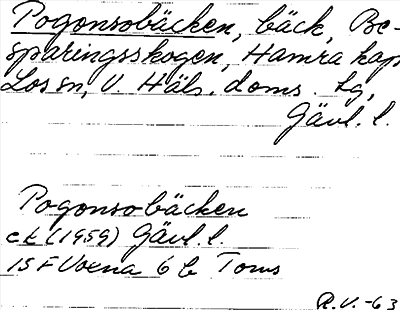 Pogonsobäcken, bäck, Be-
sparingsskogen, Hamra kap.
Los sn, V. Häls. doms. lg,
Gävl. l.
Pogonsobäcken
ek (1959) Gävl. l.
15 F Voxna 6 b Toms
R.V. -63